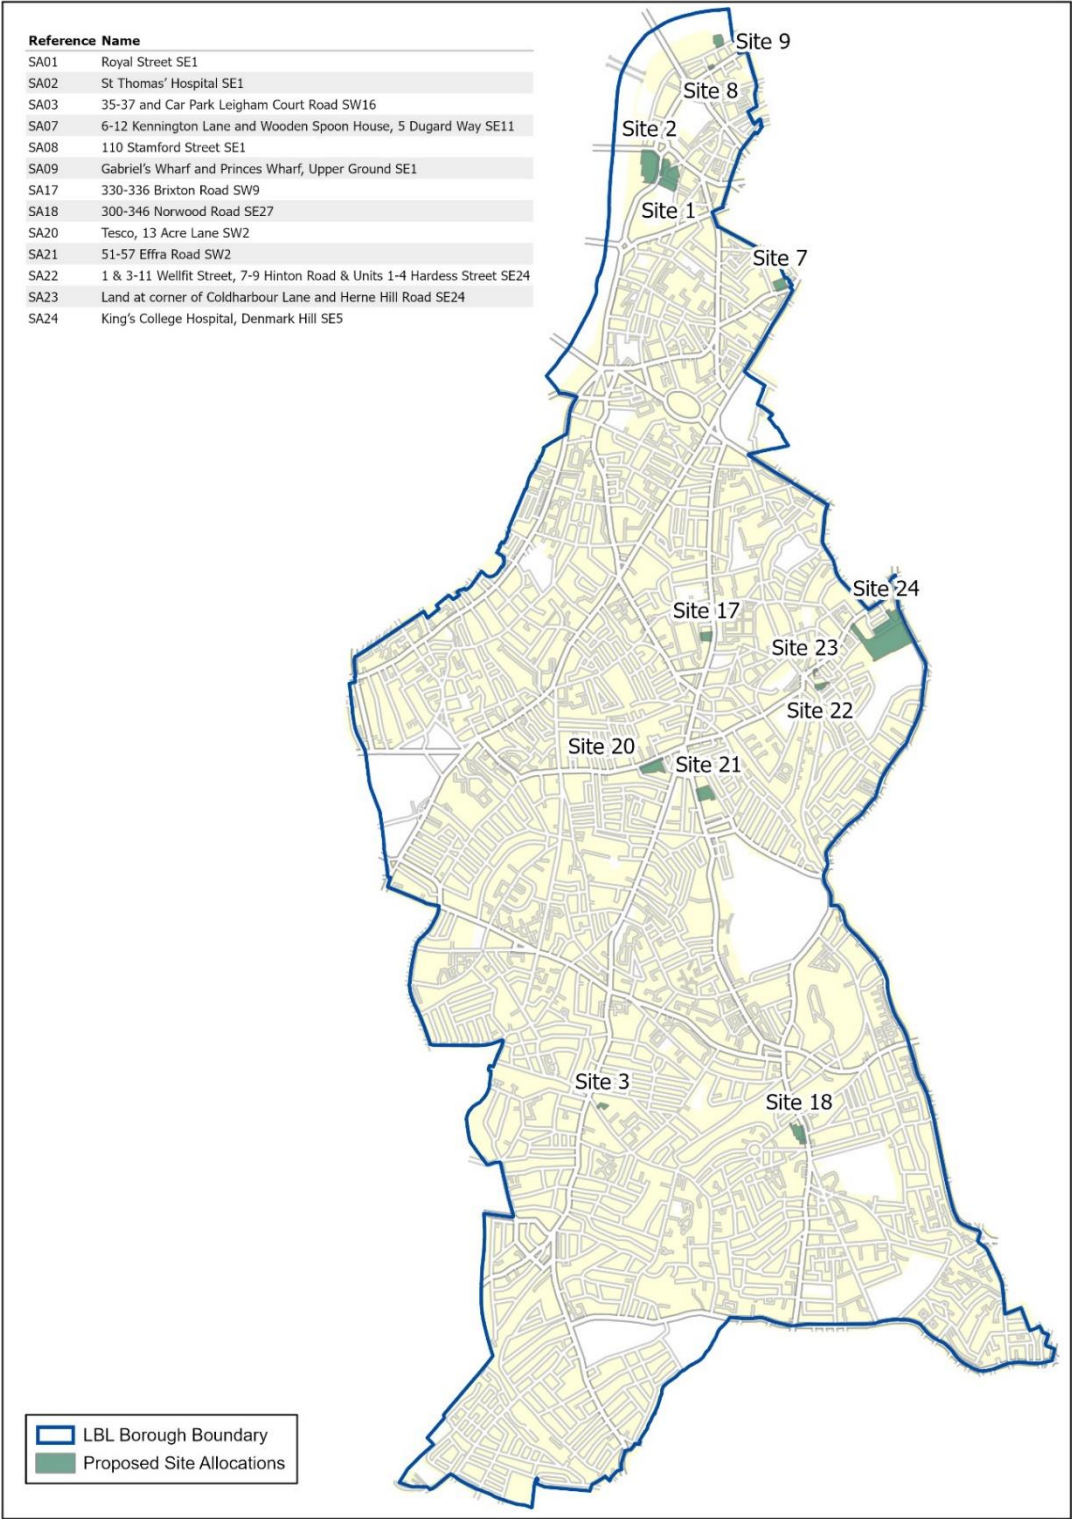 Reference Name
SA01 Royal Street SE1
SA02 St Thomas' Hospital SE1
SA03 35-37 and Car Park Leigham Court Road SW16
SA07 6-12 Kennington Lane and Wooden Spoon House, 5 Dugard Way SE11
SA08 110 Stamford Street SE1
SA09 Gabriel's Wharf and Princes Wharf, Upper Ground SE1
SA17 330-336 Brixton Road SW9
SA18 300-346 Norwood Road SE27
SA20 Tesco, 13 Acre Lane SW2
SA21 51-57 Effra Road SW2
SA22 1 & 3-11 Wellfit Street, 7-9 Hinton Road & Units 1-4 Hardess Street SE24
SA23 Land at corner of Coldharbour Lane and Herne Hill Road SE24
SA24 King's College Hospital, Denmark Hill SE5
Site 9
Site 8
Site 2
Site 1
Site 7
Site 24
Site 17
Site 23
Site 22
Site 20
Site 21
Site 3
Site 18
LBL Borough Boundary
Proposed Site Allocations